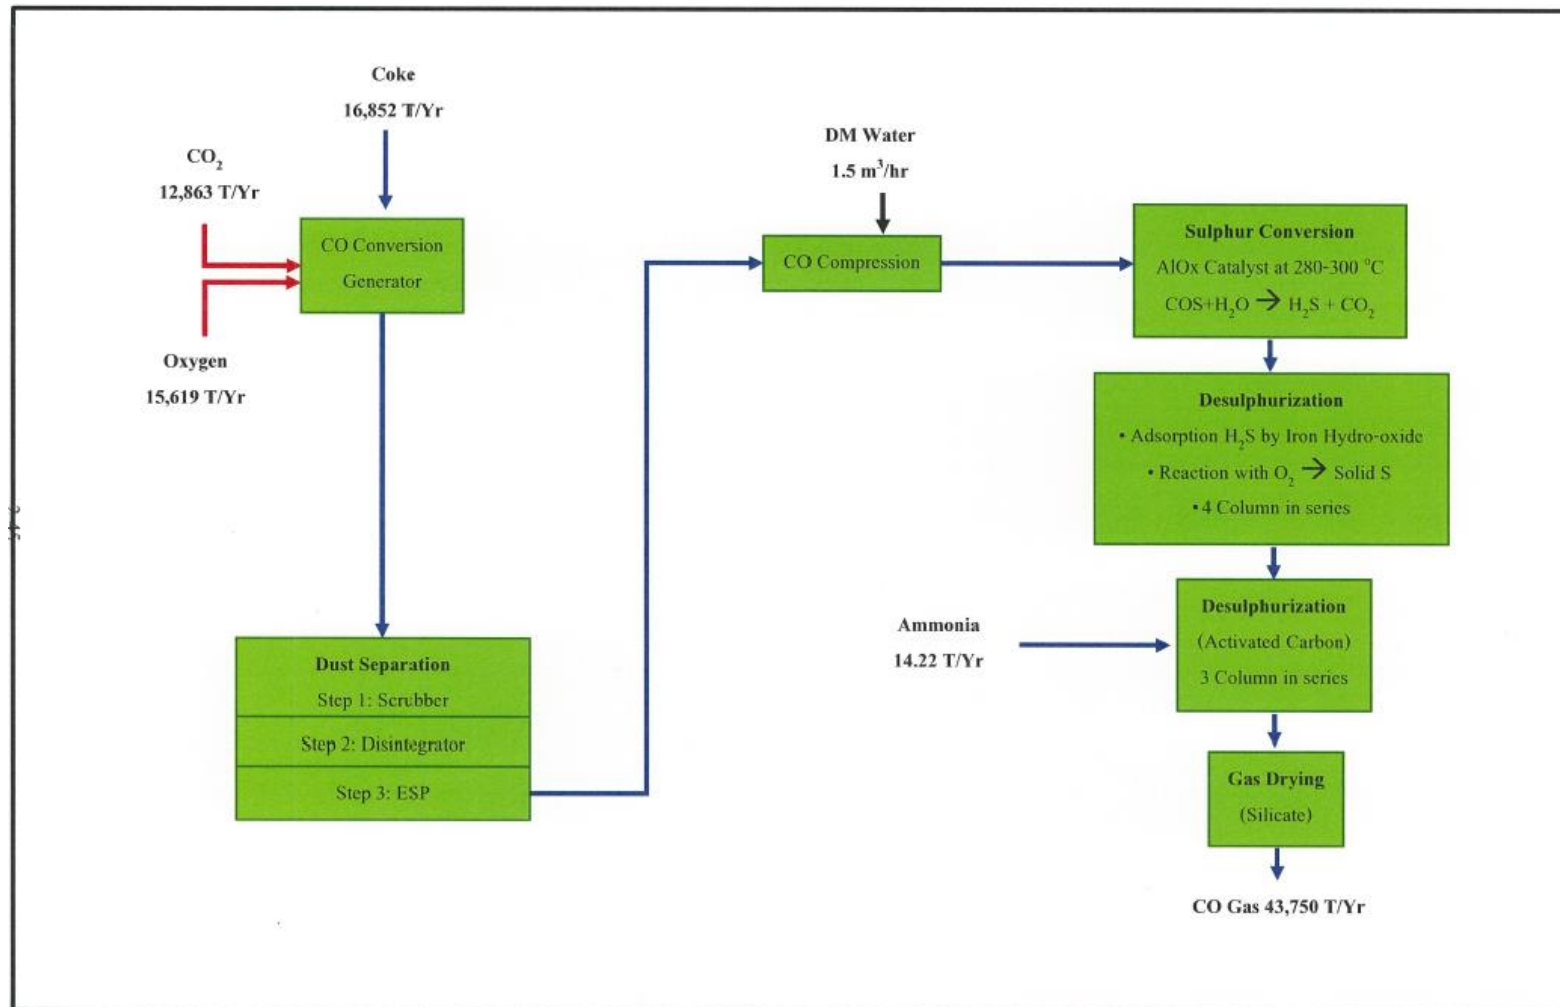 Coke
16,852 T/Yr
CO₂
12,863 T/Yr
CO Conversion
Generator
Oxygen
15,619 T/Yr
Dust Separation
Step 1: Scrubber
Step 2: Disintegrator
Step 3: ESP
DM Water
1.5 m³/hr
CO Compression
Sulphur Conversion
AlOx Catalyst at 280-300 °C
COS+H₂O → H₂S + CO₂
Desulphurization
• Adsorption H₂S by Iron Hydro-oxide
• Reaction with O₂ → Solid S
• 4 Column in series
Ammonia
14.22 T/Yr
Desulphurization
(Activated Carbon)
3 Column in series
Gas Drying
(Silicate)
CO Gas 43,750 T/Yr